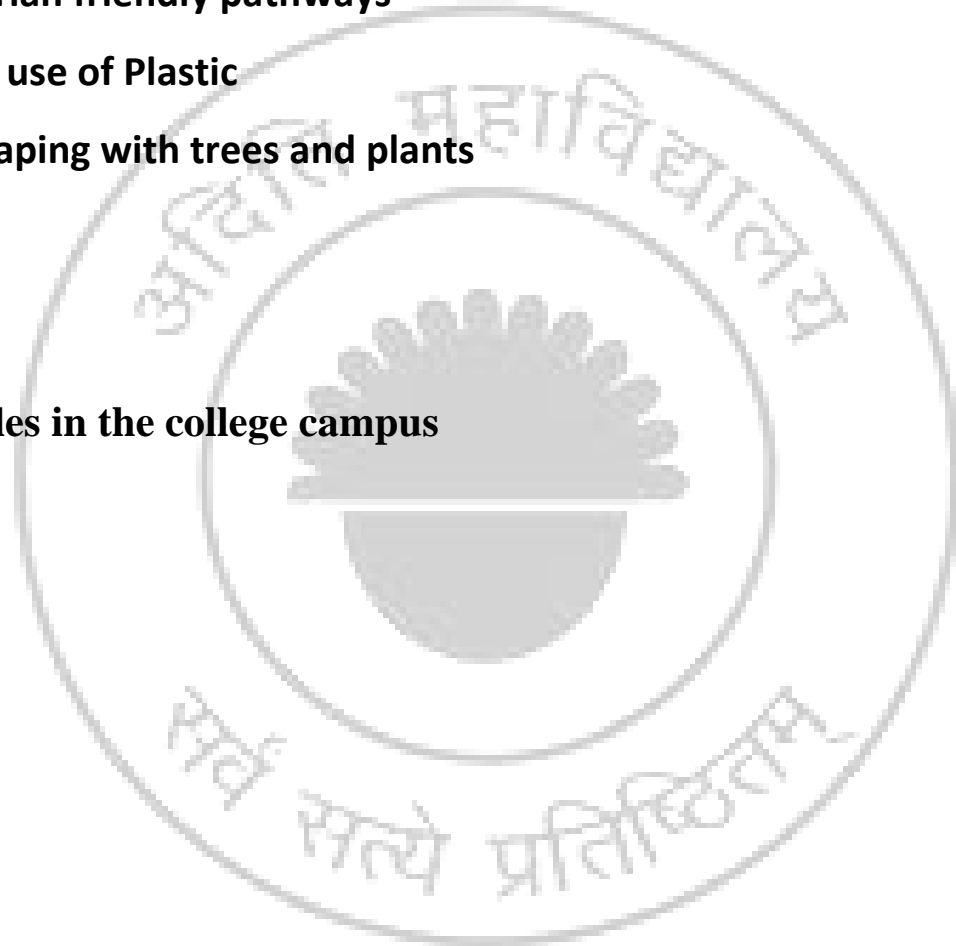 rian friendly pathways
use of Plastic
aping with trees and plants
les in the college campus
अदिति महाविद्यालय
सर्वं सत्ये प्रतिष्ठितम्